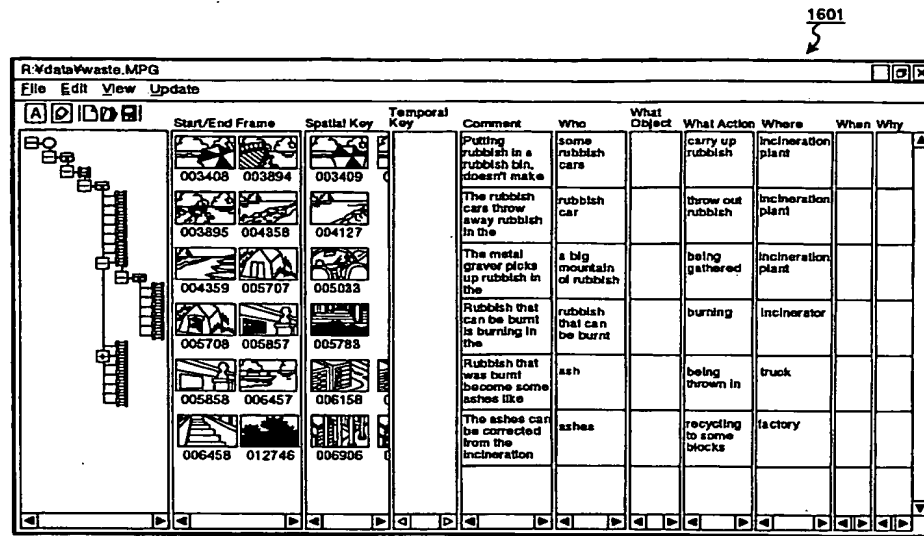 1601
R:¥data¥waste.MPG
File Edit View Update
A
Start/End Frame
Spatial Key
Temporal
Key
Comment
Who
What
Object
What Action
Where
When
Why
003408 003894
003409
Putting
rubbish in a
rubbish bin,
doesn't make
some
rubbish
cars
carry up
rubbish
incineration
plant
003895 004358
004127
The rubbish
cars throw
away rubbish
in the
rubbish
car
throw out
rubbish
incineration
plant
004359 005707
005033
The metal
graver picks
up rubbish in
the
a big
mountain
of rubbish
being
gathered
incineration
plant
005708 005857
005783
Rubbish that
can be burnt
is burning in
the
rubbish
that can
be burnt
burning
incinerator
005858 006457
006158
Rubbish that
was burnt
become some
ashes like
ash
being
thrown in
truck
006458 012746
006906
The ashes can
be corrected
from the
incineration
ashes
recycling
to some
blocks
factory